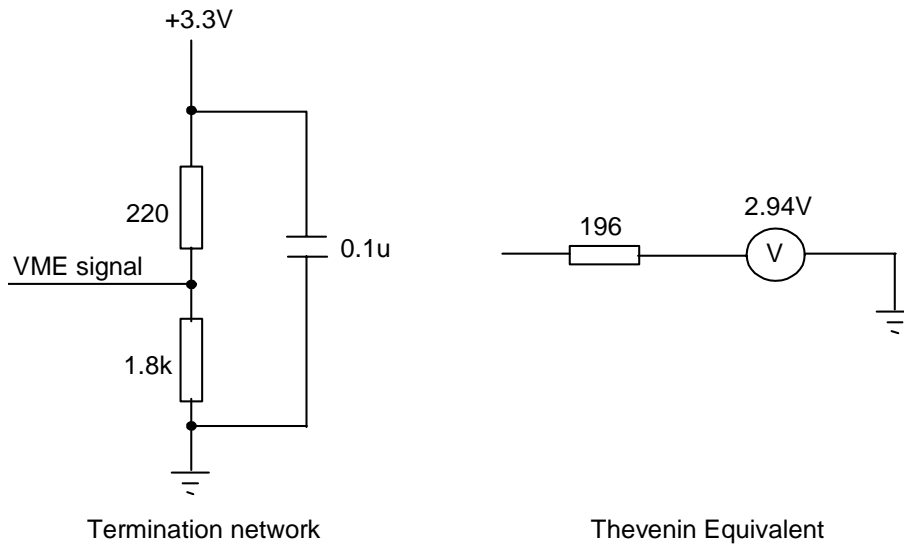 +3.3V
220
0.1u
VME signal
1.8k
Termination network
2.94V
196
V
Thevenin Equivalent